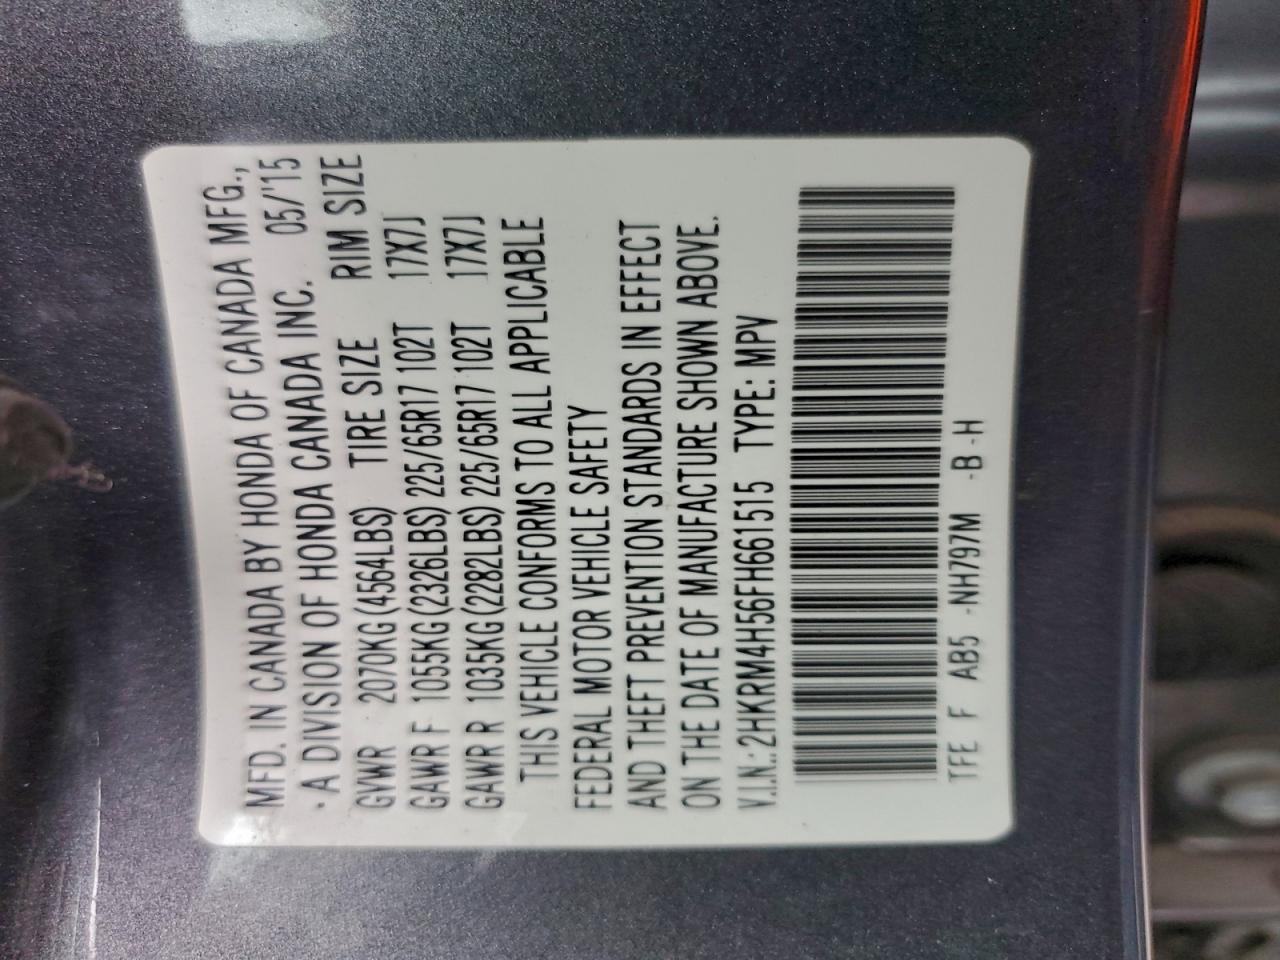 MFD. IN CANADA BY HONDA OF CANADA MFG.,
· A DIVISION OF HONDA CANADA INC. 05/'15
GVWR 2070KG(4564LBS) TIRE SIZE RIM SIZE
GAWR F 1055KG(2326LBS) 225/65R17 102T 17X7J
GAWR R 1035KG(2282LBS) 225/65R17 102T 17X7J
THIS VEHICLE CONFORMS TO ALL APPLICABLE
FEDERAL MOTOR VEHICLE SAFETY
AND THEFT PREVENTION STANDARDS IN EFFECT
ON THE DATE OF MANUFACTURE SHOWN ABOVE.
V.I.N.:2HKRM4H56FH661515 TYPE: MPV
TFE F AB5 -NH797M -B -H